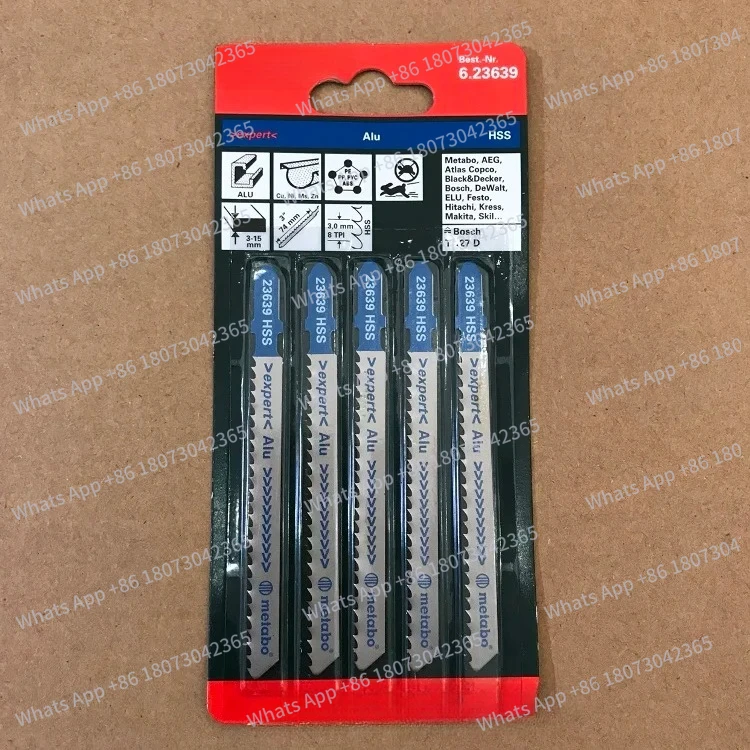 Best.-Nr.
6.23639
>expert<
Alu
HSS
ALU
Cu, Ni, Ms, Zn
PE
PP, PVC
ABS
Metabo, AEG,
Atlas Copco,
Black&Decker,
Bosch, DeWalt,
ELU, Festo,
Hitachi, Kress,
Makita, Skil...
3-15
mm
3"
74 mm
3,0 mm
8 TPI
HSS
Bosch
27 D
23639 HSS
>expert< Alu >>>>>>>>>>
metabo®
23639 HSS
>expert< Alu >>>>>>>>>>
metabo®
23639 HSS
>expert< Alu >>>>>>>>>>
metabo®
23639 HSS
>expert< Alu >>>>>>>>>>
metabo®
23639 HSS
>expert< Alu >>>>>>>>>>
metabo®
Whats App +86 18073042365